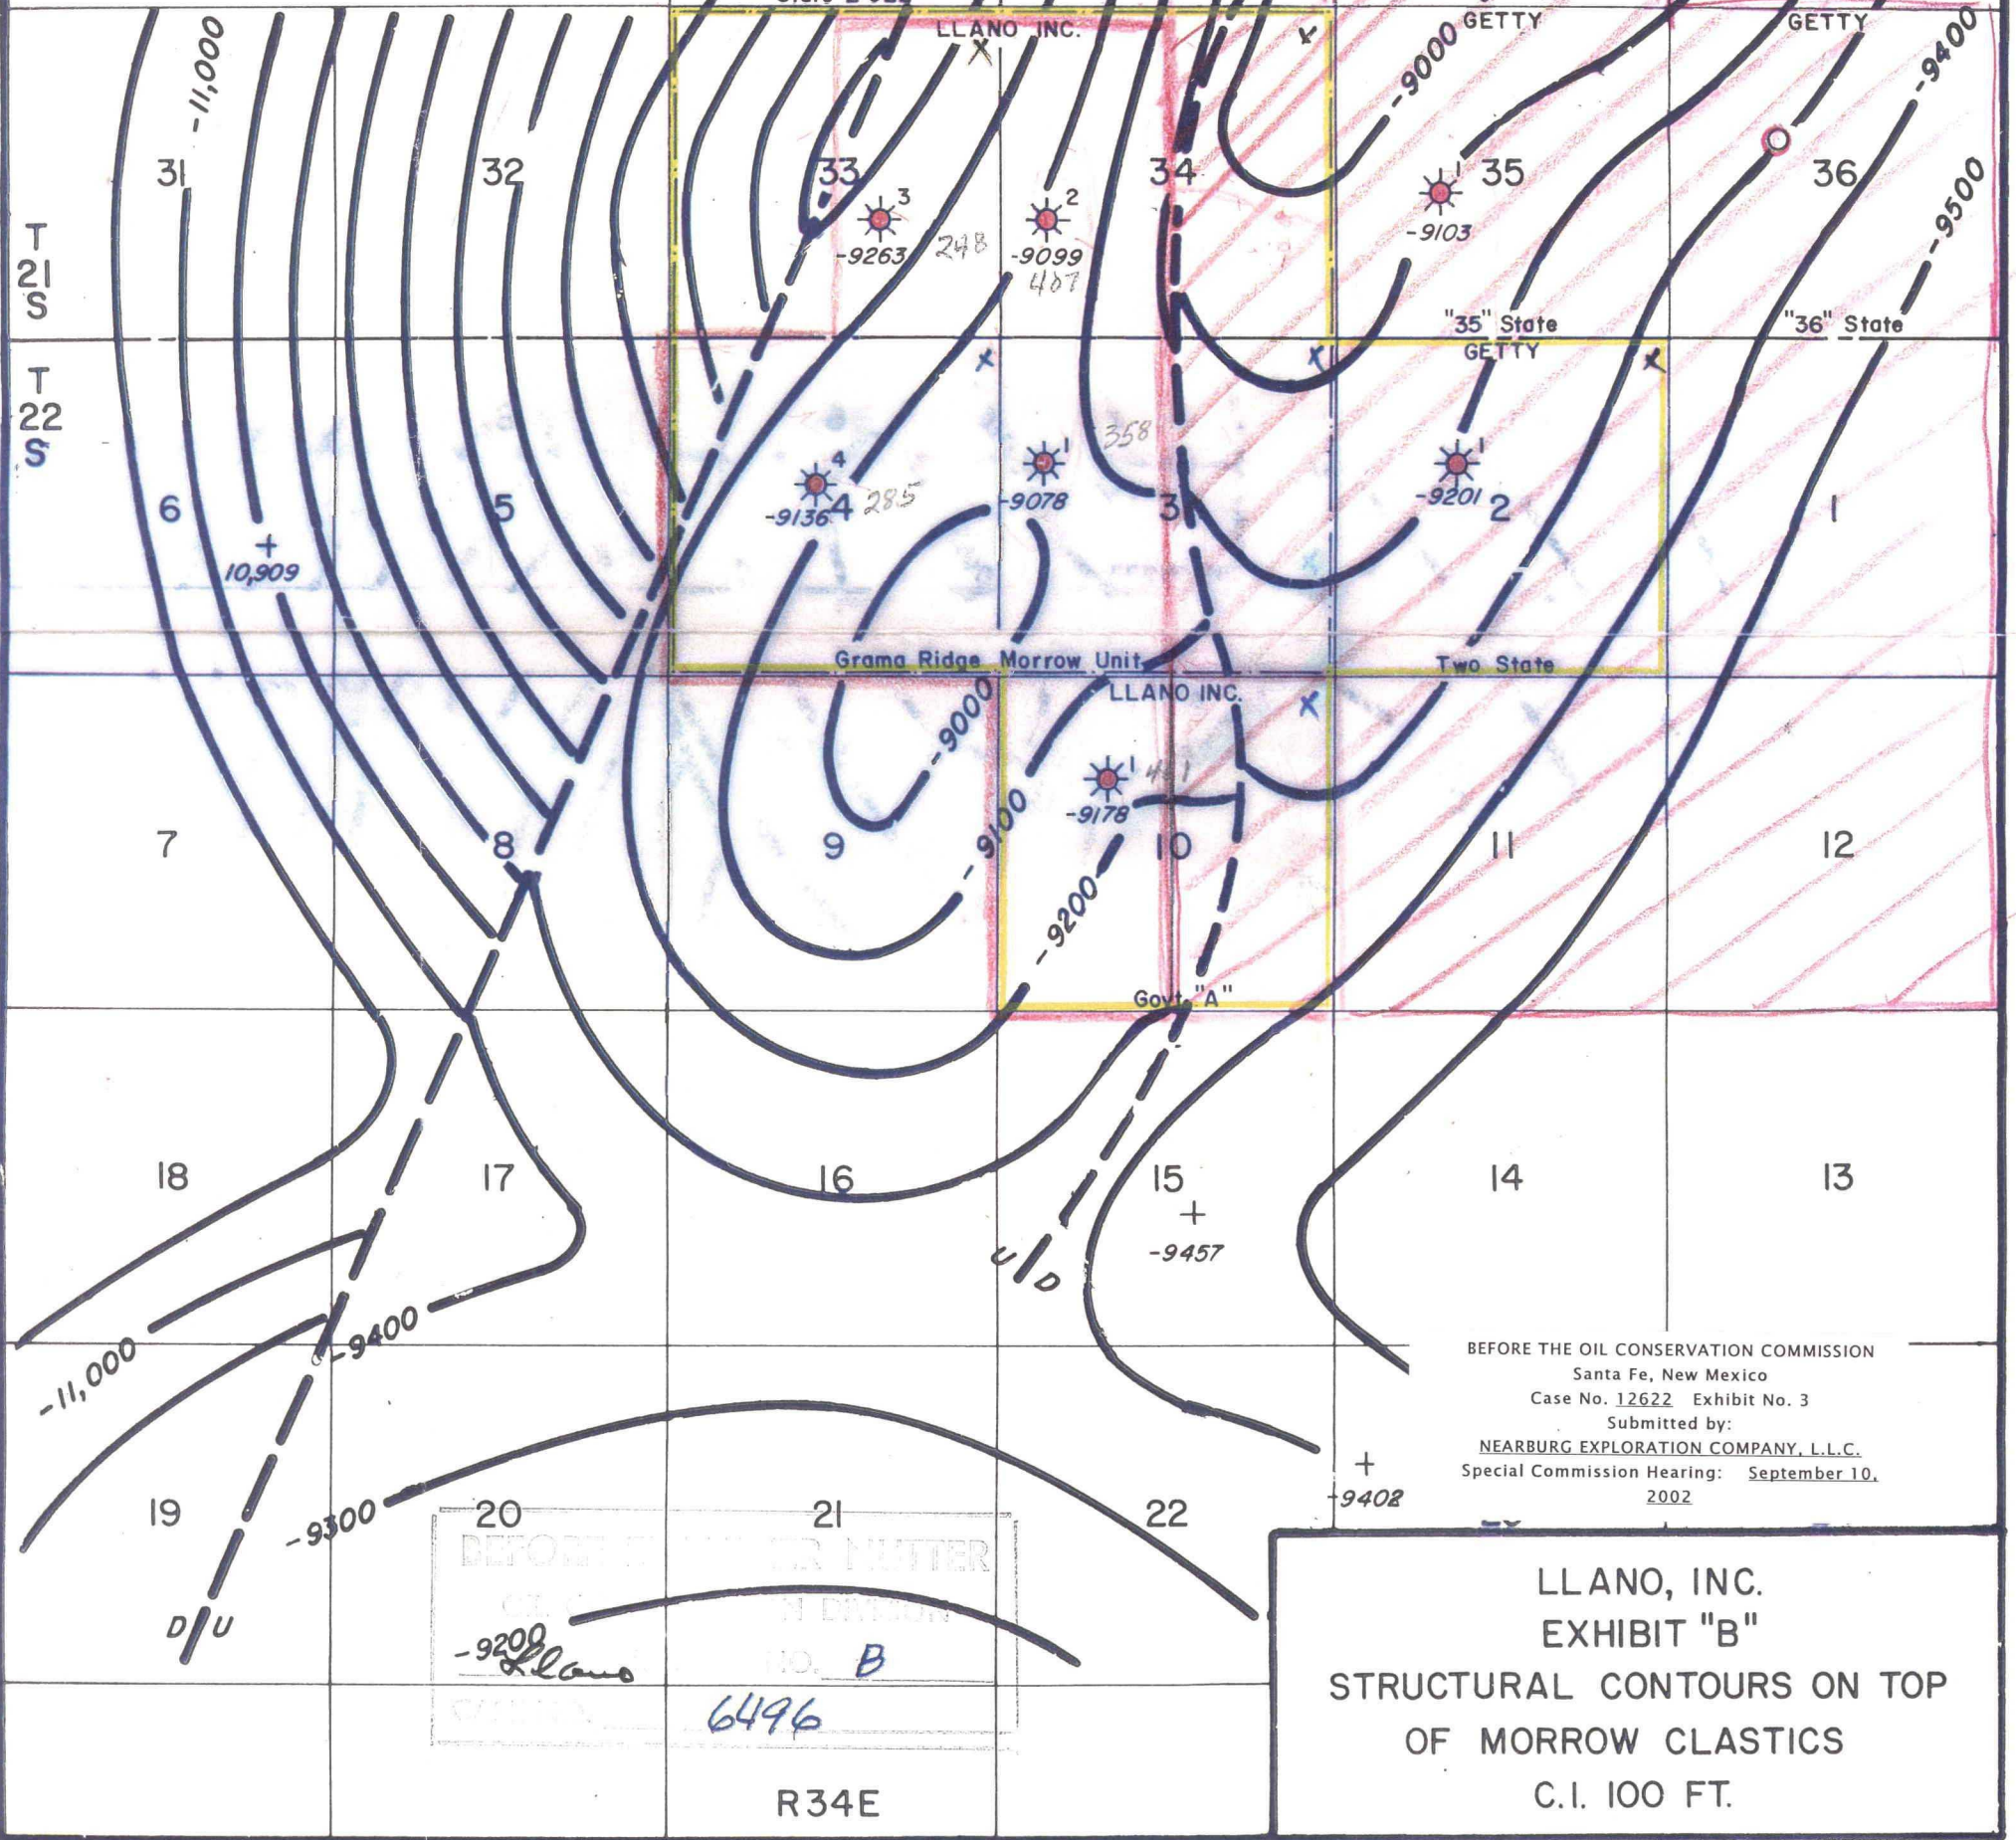 LLANO INC.
GETTY
GETTY
-11,000
-9000
-9400
31
32
33
34
35
36
3
-9263
248
2
-9099
407
1
-9103
-9500
T
21
S
"35" State
"36" State
GETTY
T
22
S
6
5
4
-9136
4
285
1
-9078
358
3
1
-9201
2
1
10,909
Grama Ridge Morrow Unit
Two State
LLANO INC.
-9000
1
-9178
-9100
7
8
9
10
11
12
-9200
Govt. "A"
18
17
16
15
14
13
-9457
U/D
-9400
-11,000
BEFORE THE OIL CONSERVATION COMMISSION
Santa Fe, New Mexico
Case No. 12622 Exhibit No. 3
Submitted by:
NEARBURG EXPLORATION COMPANY, L.L.C.
Special Commission Hearing: September 10,
2002
-9402
19
-9300
20
21
22
D/U
-9200
Llano
NO. B
6496
R34E
LLANO, INC.
EXHIBIT "B"
STRUCTURAL CONTOURS ON TOP
OF MORROW CLASTICS
C.I. 100 FT.